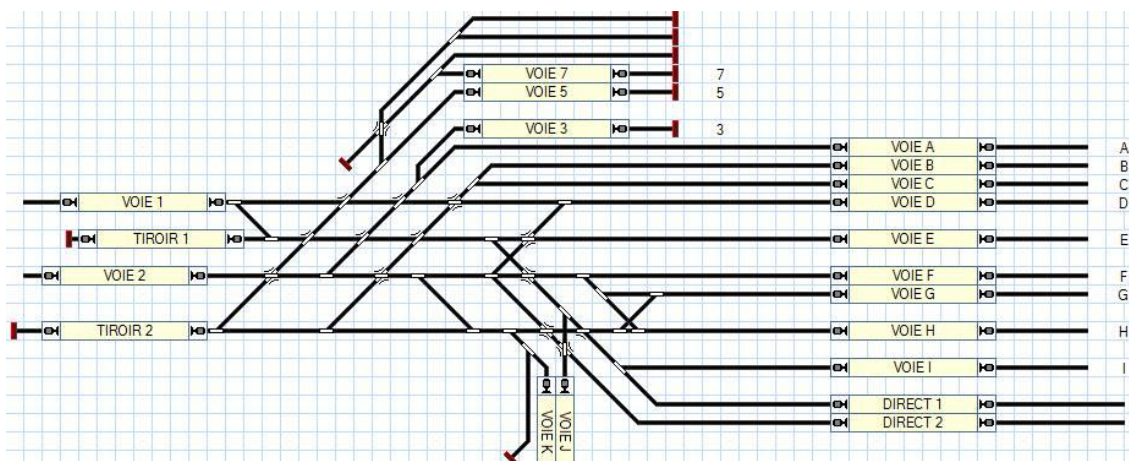 VOIE 7 7
VOIE 5 5
VOIE 3 3
VOIE A A
VOIE B B
VOIE C C
VOIE 1 VOIE D D
TIROIR 1 VOIE E E
VOIE 2 VOIE F F
VOIE G G
TIROIR 2 VOIE H H
VOIE I I
DIRECT 1
DIRECT 2
VOIE K
VOIE J